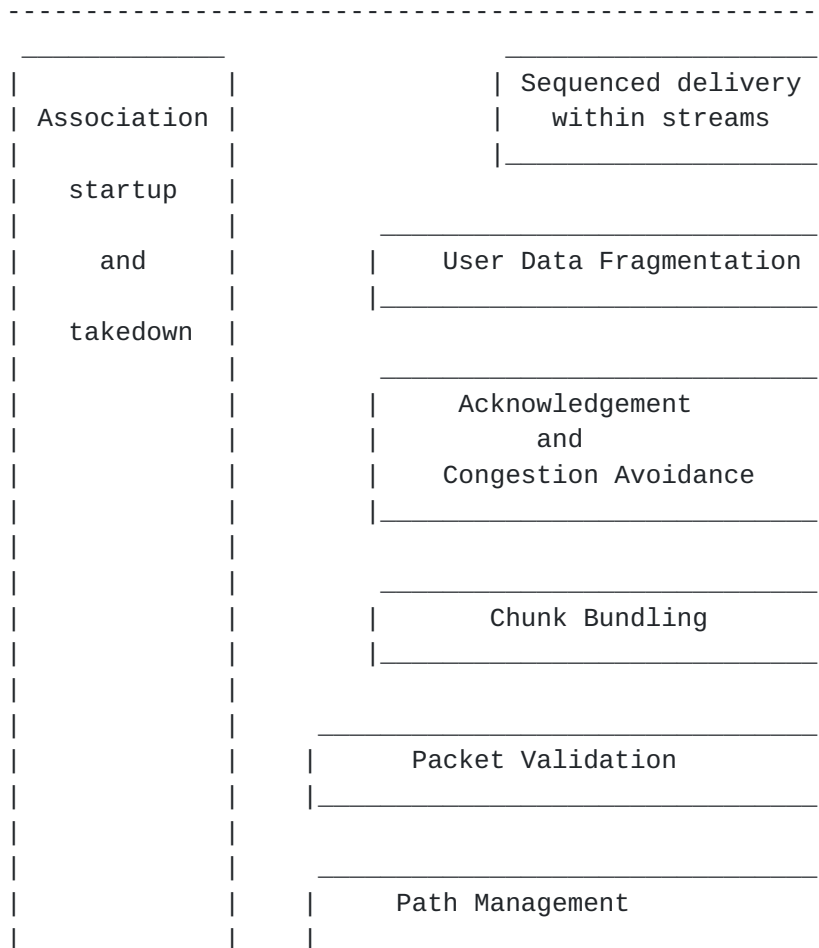 Sequenced delivery
Association within streams
startup
and User Data Fragmentation
takedown
Acknowledgement
and
Congestion Avoidance
Chunk Bundling
Packet Validation
Path Management